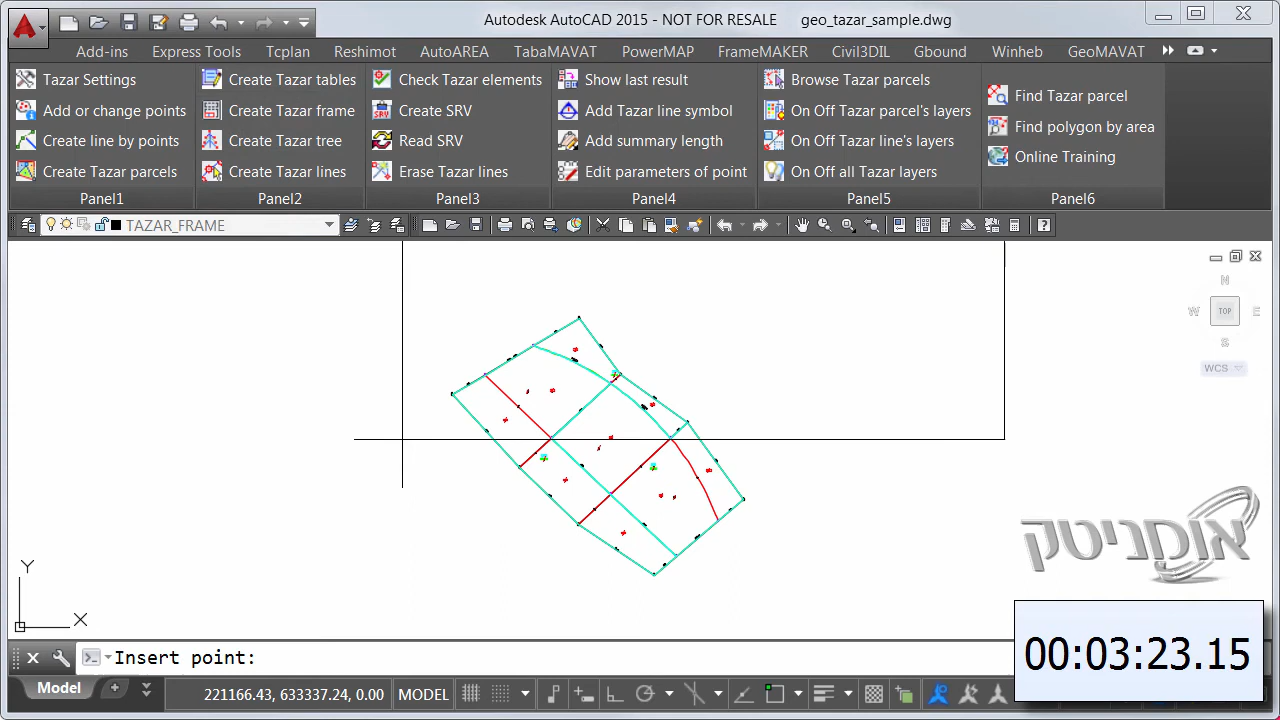 Autodesk AutoCAD 2015 - NOT FOR RESALE geo_tazar_sample.dwg
Add-ins Express Tools Tcplan Reshimot AutoAREA TabaMAVAT PowerMAP FrameMAKER Civil3DIL Gbound Winheb GeoMAVAT
Tazar Settings Create Tazar tables Check Tazar elements Show last result Browse Tazar parcels
Find Tazar parcel
Add or change points Create Tazar frame Create SRV Add Tazar line symbol On Off Tazar parcel's layers
Find polygon by area
Create line by points Create Tazar tree Read SRV Add summary length On Off Tazar line's layers
Online Training
Create Tazar parcels Create Tazar lines Erase Tazar lines Edit parameters of point On Off all Tazar layers
Panel1 Panel2 Panel3 Panel4 Panel5 Panel6
TAZAR_FRAME
N
W TOP E
S
WCS
אומניטק
Y
X
Insert point:
00:03:23.15
Model 221166.43, 633337.24, 0.00 MODEL